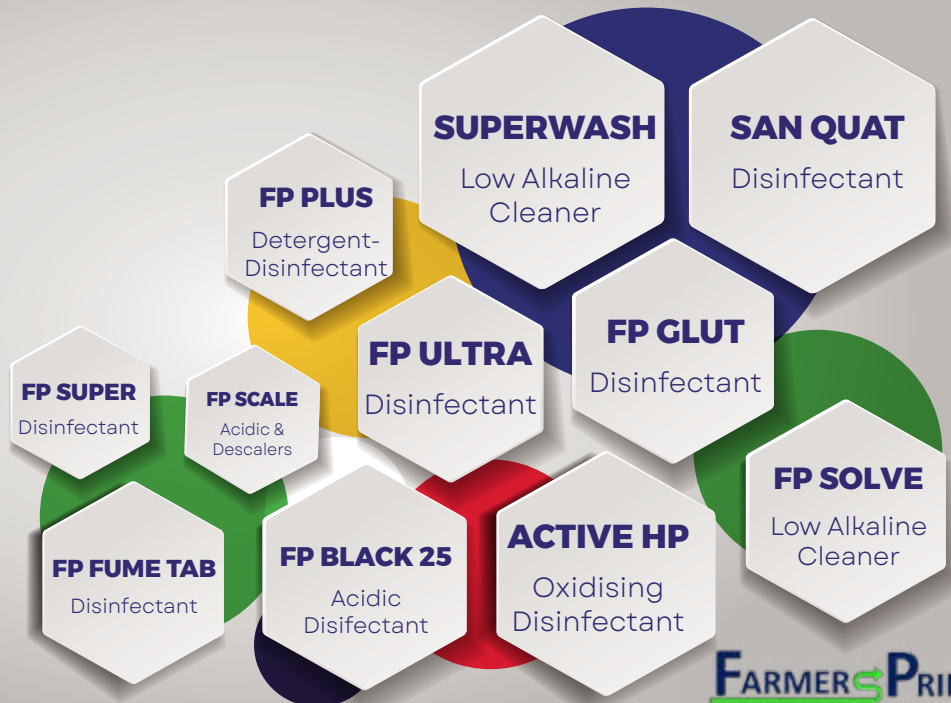 SUPERWASH
Low Alkaline
Cleaner
SAN QUAT
Disinfectant
FP PLUS
Detergent-
Disinfectant
FP ULTRA
Disinfectant
FP GLUT
Disinfectant
FP SUPER
Disinfectant
FP SCALE
Acidic &
Descalers
FP SOLVE
Low Alkaline
Cleaner
FP FUME TAB
Disinfectant
FP BLACK 25
Acidic
Disifectant
ACTIVE HP
Oxidising
Disinfectant
FARMERS